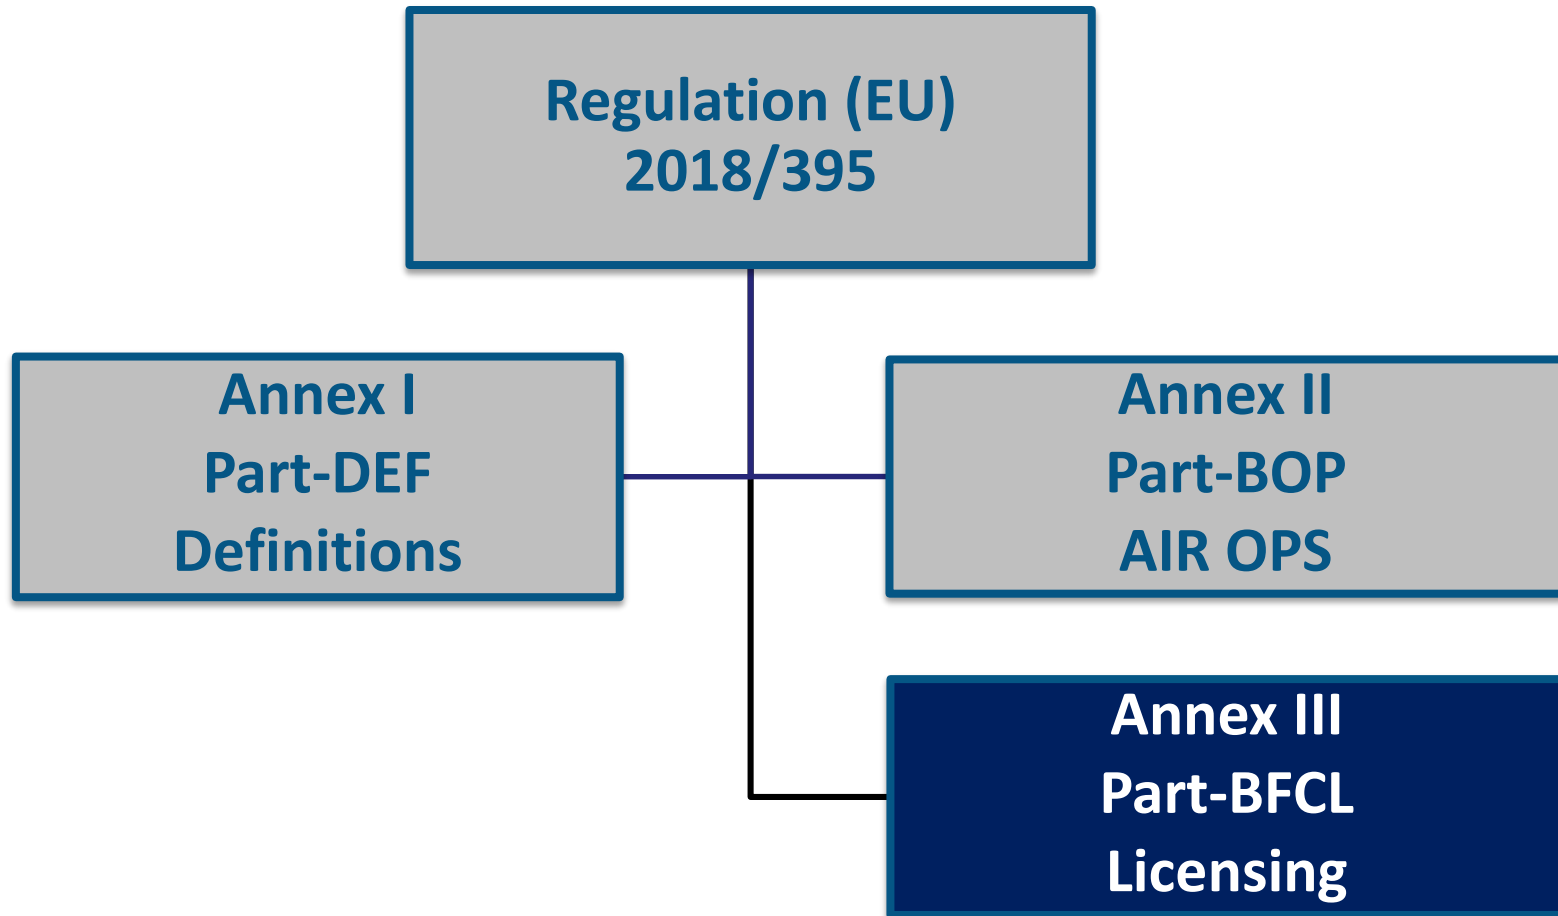 Regulation (EU)
2018/395
Annex I
Part-DEF
Definitions
Annex II
Part-BOP
AIR OPS
Annex III
Part-BFCL
Licensing